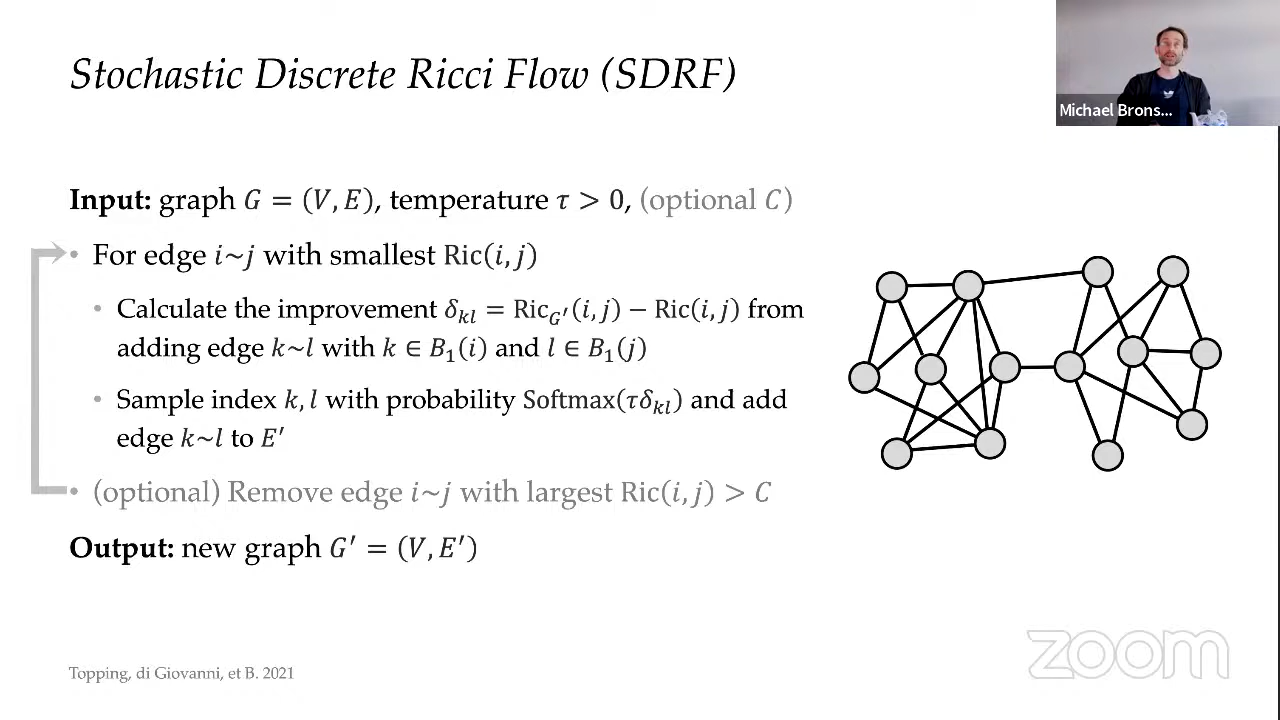 Stochastic Discrete Ricci Flow (SDRF)
Michael Brons...
Input: graph G = (V, E), temperature τ > 0, (optional C)
• For edge i~j with smallest Ric(i, j)
• Calculate the improvement δₖₗ = Ric_G′(i, j) − Ric(i, j) from
adding edge k~l with k ∈ B₁(i) and l ∈ B₁(j)
• Sample index k, l with probability Softmax(τδₖₗ) and add
edge k~l to E′
• (optional) Remove edge i~j with largest Ric(i, j) > C
Output: new graph G′ = (V, E′)
Topping, di Giovanni, et B. 2021
zoom